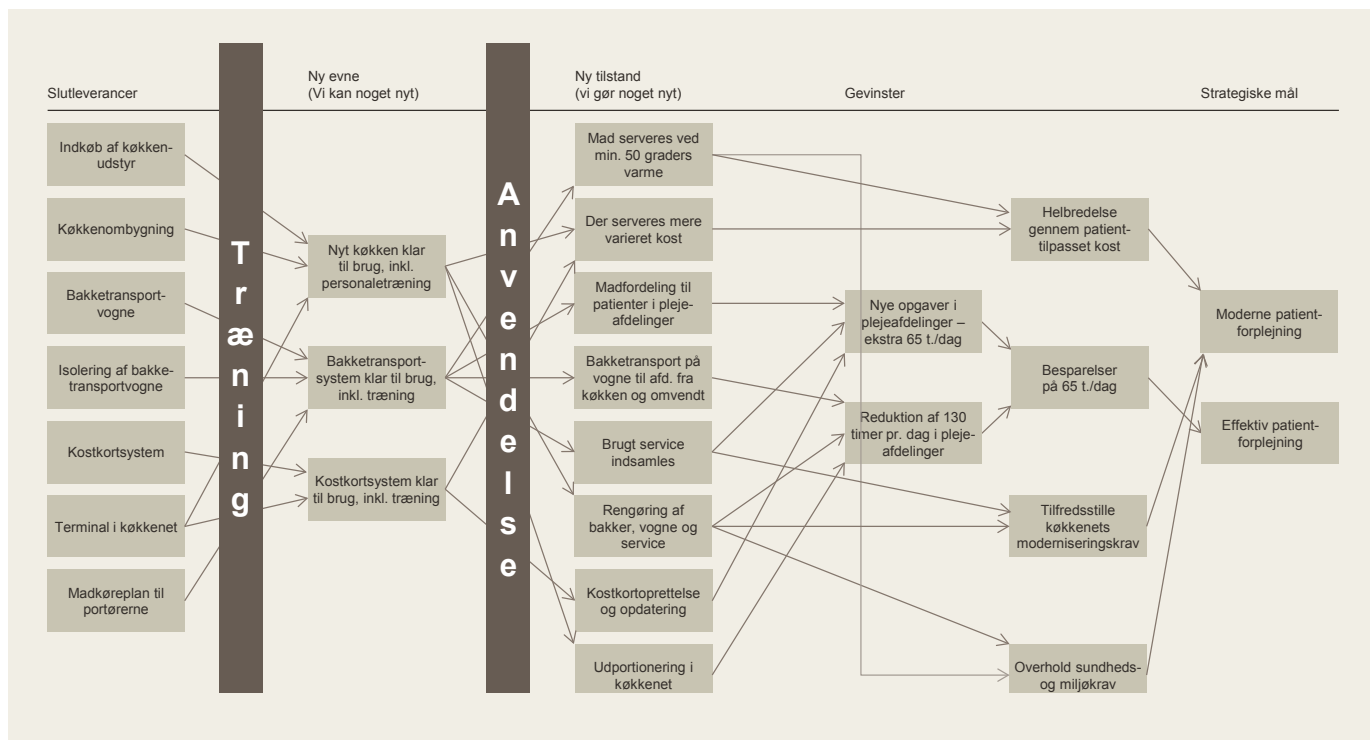 Slutleverancer
Ny evne
(Vi kan noget nyt)
Ny tilstand
(vi gør noget nyt)
Gevinster
Strategiske mål
Indkøb af køkken-
udstyr
Køkkenombygning
Bakketransport-
vogne
Isolering af bakke-
transportvogne
Kostkortsystem
Terminal i køkkenet
Madkøreplan til
portørerne
Træning
Nyt køkken klar
til brug, inkl.
personaletræning
Bakketransport-
system klar til brug,
inkl. træning
Kostkortsystem klar
til brug, inkl. træning
Anvendelse
Mad serveres ved
min. 50 graders
varme
Der serveres mere
varieret kost
Madfordeling til
patienter i pleje-
afdelinger
Bakketransport på
vogne til afd. fra
køkken og omvendt
Brugt service
indsamles
Rengøring af
bakker, vogne og
service
Kostkortoprettelse
og opdatering
Udportionering i
køkkenet
Nye opgaver i
plejeafdelinger –
ekstra 65 t./dag
Reduktion af 130
timer pr. dag i pleje-
afdelinger
Helbredelse
gennem patient-
tilpasset kost
Besparelser
på 65 t./dag
Tilfredsstille
køkkenets
moderniseringskrav
Overhold sundheds-
og miljøkrav
Moderne patient-
forplejning
Effektiv patient-
forplejning